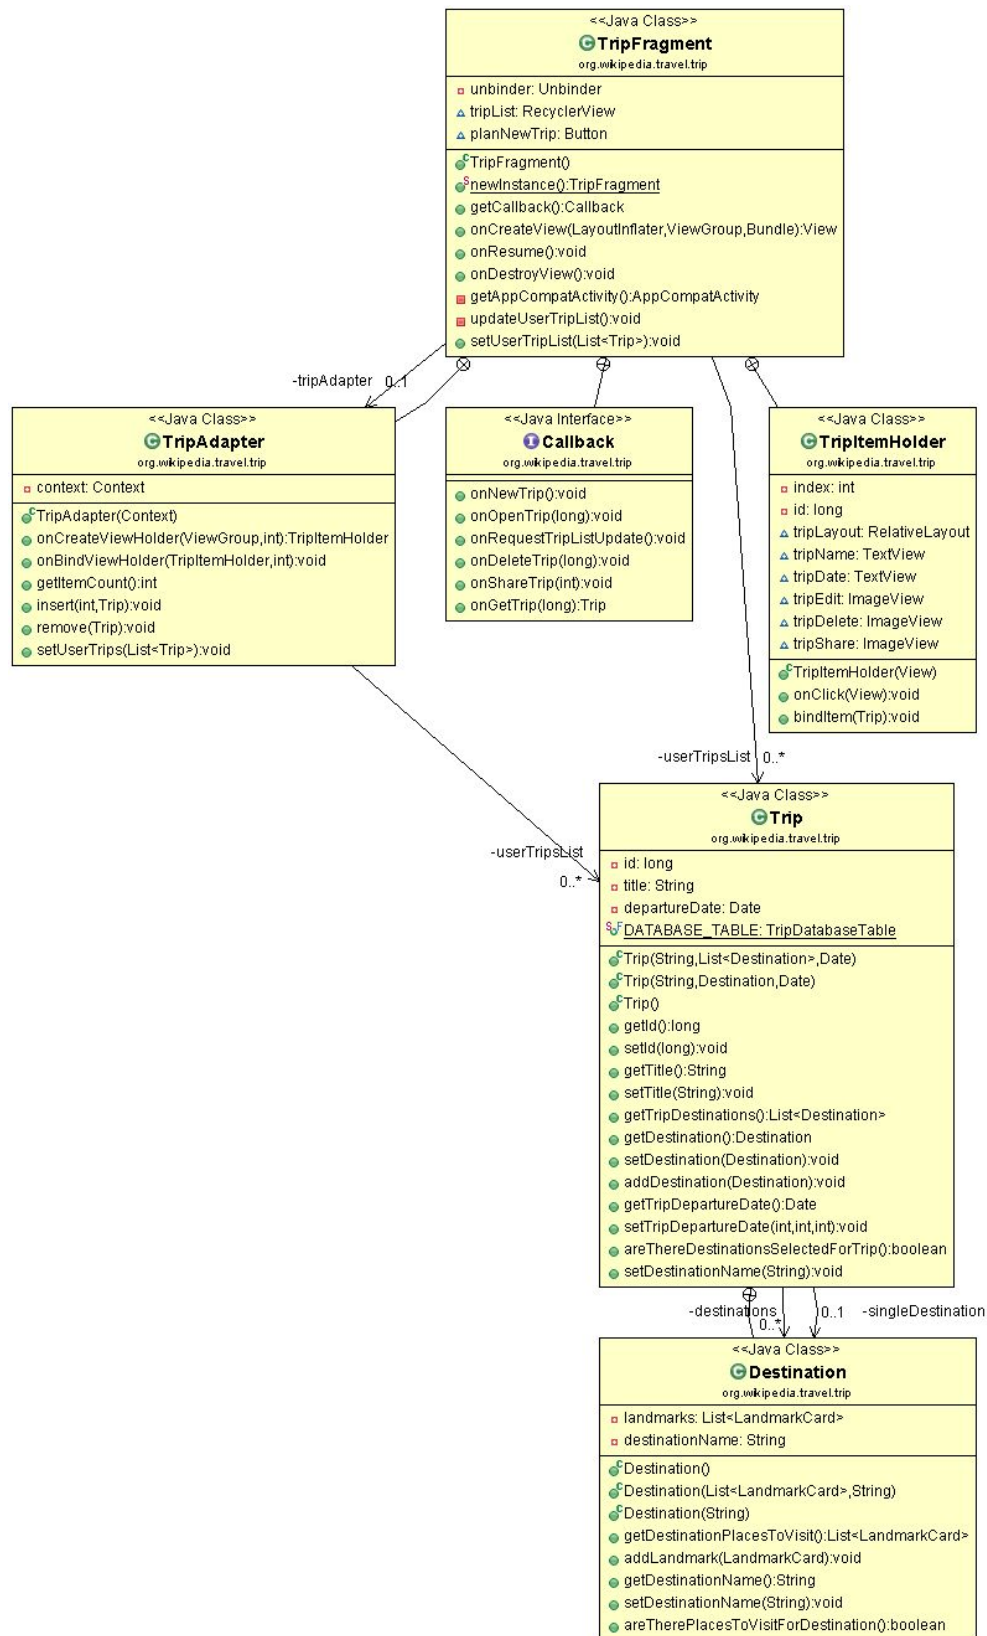 <<Java Class>>
TripFragment
org.wikipedia.travel.trip
unbinder: Unbinder
tripList: RecyclerView
planNewTrip: Button
TripFragment()
newInstance():TripFragment
getCallback():Callback
onCreateView(LayoutInflater,ViewGroup,Bundle):View
onResume():void
onDestroyView():void
getAppCompatActivity():AppCompatActivity
updateUserTripList():void
setUserTripList(List<Trip>):void
-tripAdapter 0..1
<<Java Class>>
TripAdapter
org.wikipedia.travel.trip
context: Context
TripAdapter(Context)
onCreateViewHolder(ViewGroup,int):TripItemHolder
onBindViewHolder(TripItemHolder,int):void
getItemCount():int
insert(int,Trip):void
remove(Trip):void
setUserTrips(List<Trip>):void
<<Java Interface>>
Callback
org.wikipedia.travel.trip
onNewTrip():void
onOpenTrip(long):void
onRequestTripListUpdate():void
onDeleteTrip(long):void
onShareTrip(int):void
onGetTrip(long):Trip
<<Java Class>>
TripItemHolder
org.wikipedia.travel.trip
index: int
id: long
tripLayout: RelativeLayout
tripName: TextView
tripDate: TextView
tripEdit: ImageView
tripDelete: ImageView
tripShare: ImageView
TripItemHolder(View)
onClick(View):void
bindItem(Trip):void
-userTripsList 0..*
-userTripsList
0..*
<<Java Class>>
Trip
org.wikipedia.travel.trip
id: long
title: String
departureDate: Date
DATABASE_TABLE: TripDatabaseTable
Trip(String,List<Destination>,Date)
Trip(String,Destination,Date)
Trip()
getId():long
setId(long):void
getTitle():String
setTitle(String):void
getTripDestinations():List<Destination>
getDestination():Destination
setDestination(Destination):void
addDestination(Destination):void
getTripDepartureDate():Date
setTripDepartureDate(int,int,int):void
areThereDestinationsSelectedForTrip():boolean
setDestinationName(String):void
-destinations 0..1 -singleDestination
0..*
<<Java Class>>
Destination
org.wikipedia.travel.trip
landmarks: List<LandmarkCard>
destinationName: String
Destination()
Destination(List<LandmarkCard>,String)
Destination(String)
getDestinationPlacesToVisit():List<LandmarkCard>
addLandmark(LandmarkCard):void
getDestinationName():String
setDestinationName(String):void
areTherePlacesToVisitForDestination():boolean